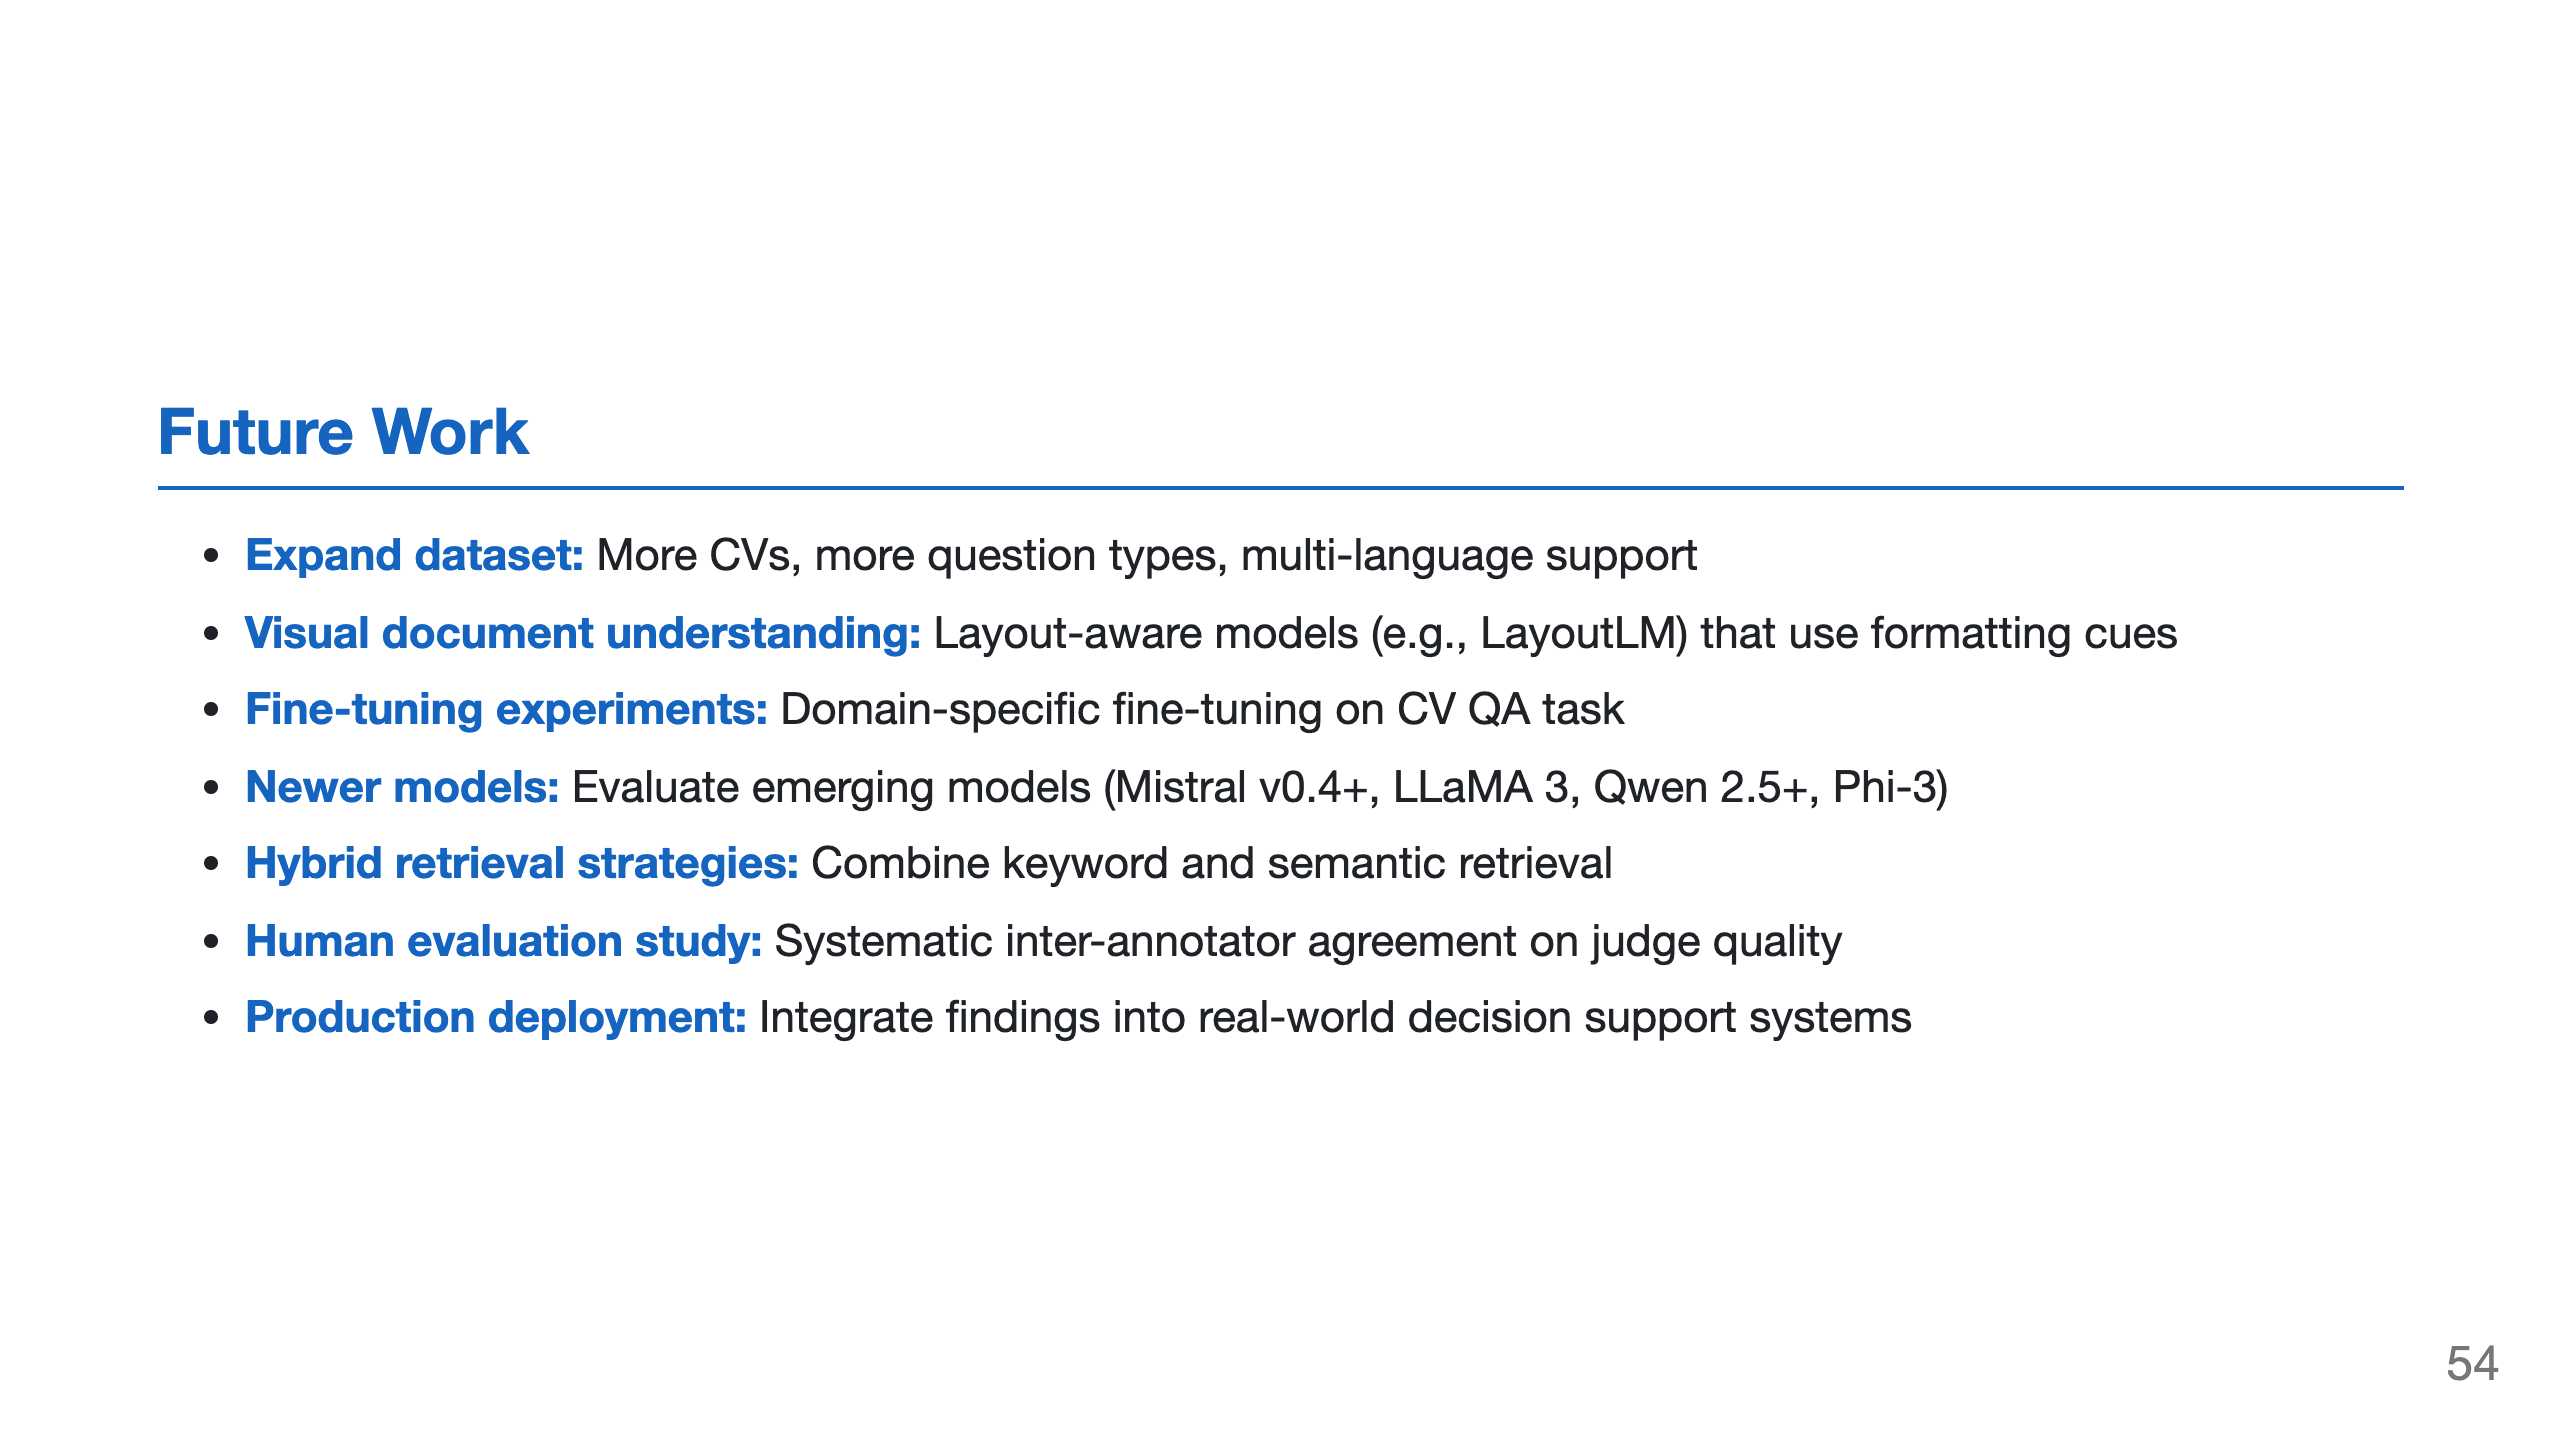 Future Work
• Expand dataset: More CVs, more question types, multi-language support
• Visual document understanding: Layout-aware models (e.g., LayoutLM) that use formatting cues
• Fine-tuning experiments: Domain-specific fine-tuning on CV QA task
• Newer models: Evaluate emerging models (Mistral v0.4+, LLaMA 3, Qwen 2.5+, Phi-3)
• Hybrid retrieval strategies: Combine keyword and semantic retrieval
• Human evaluation study: Systematic inter-annotator agreement on judge quality
• Production deployment: Integrate findings into real-world decision support systems
54